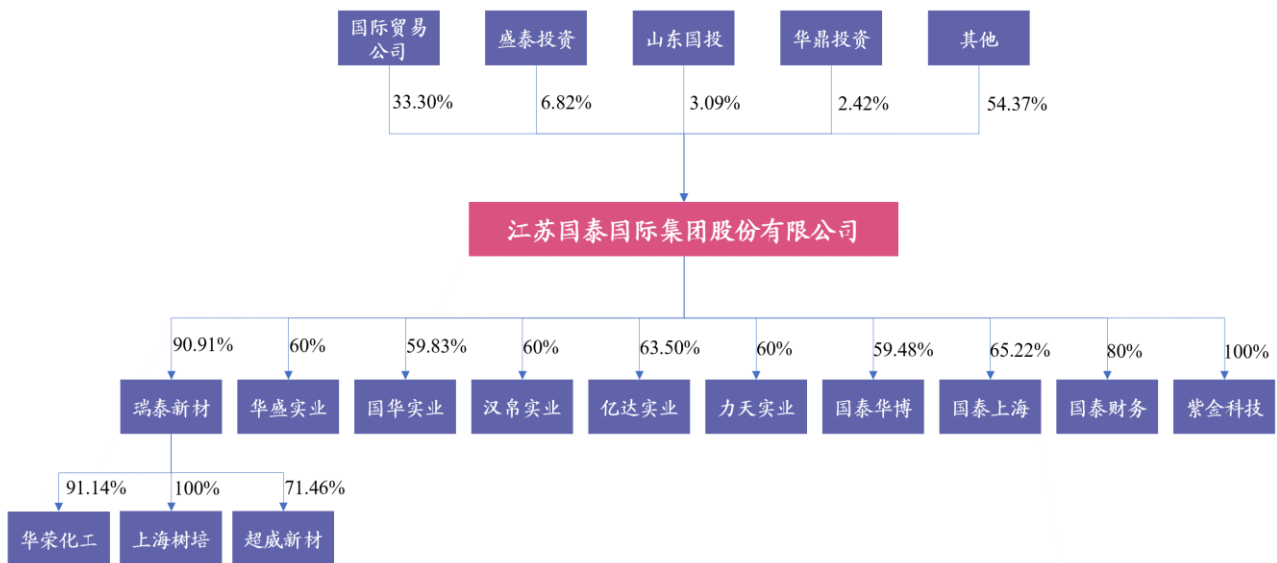 国际贸易
公司
盛泰投资
山东国投
华鼎投资
其他
33.30%
6.82%
3.09%
2.42%
54.37%
江苏国泰国际集团股份有限公司
90.91%
60%
59.83%
60%
63.50%
60%
59.48%
65.22%
80%
100%
瑞泰新材
华盛实业
国华实业
汉帛实业
亿达实业
力天实业
国泰华博
国泰上海
国泰财务
紫金科技
91.14%
100%
71.46%
华荣化工
上海树培
超威新材